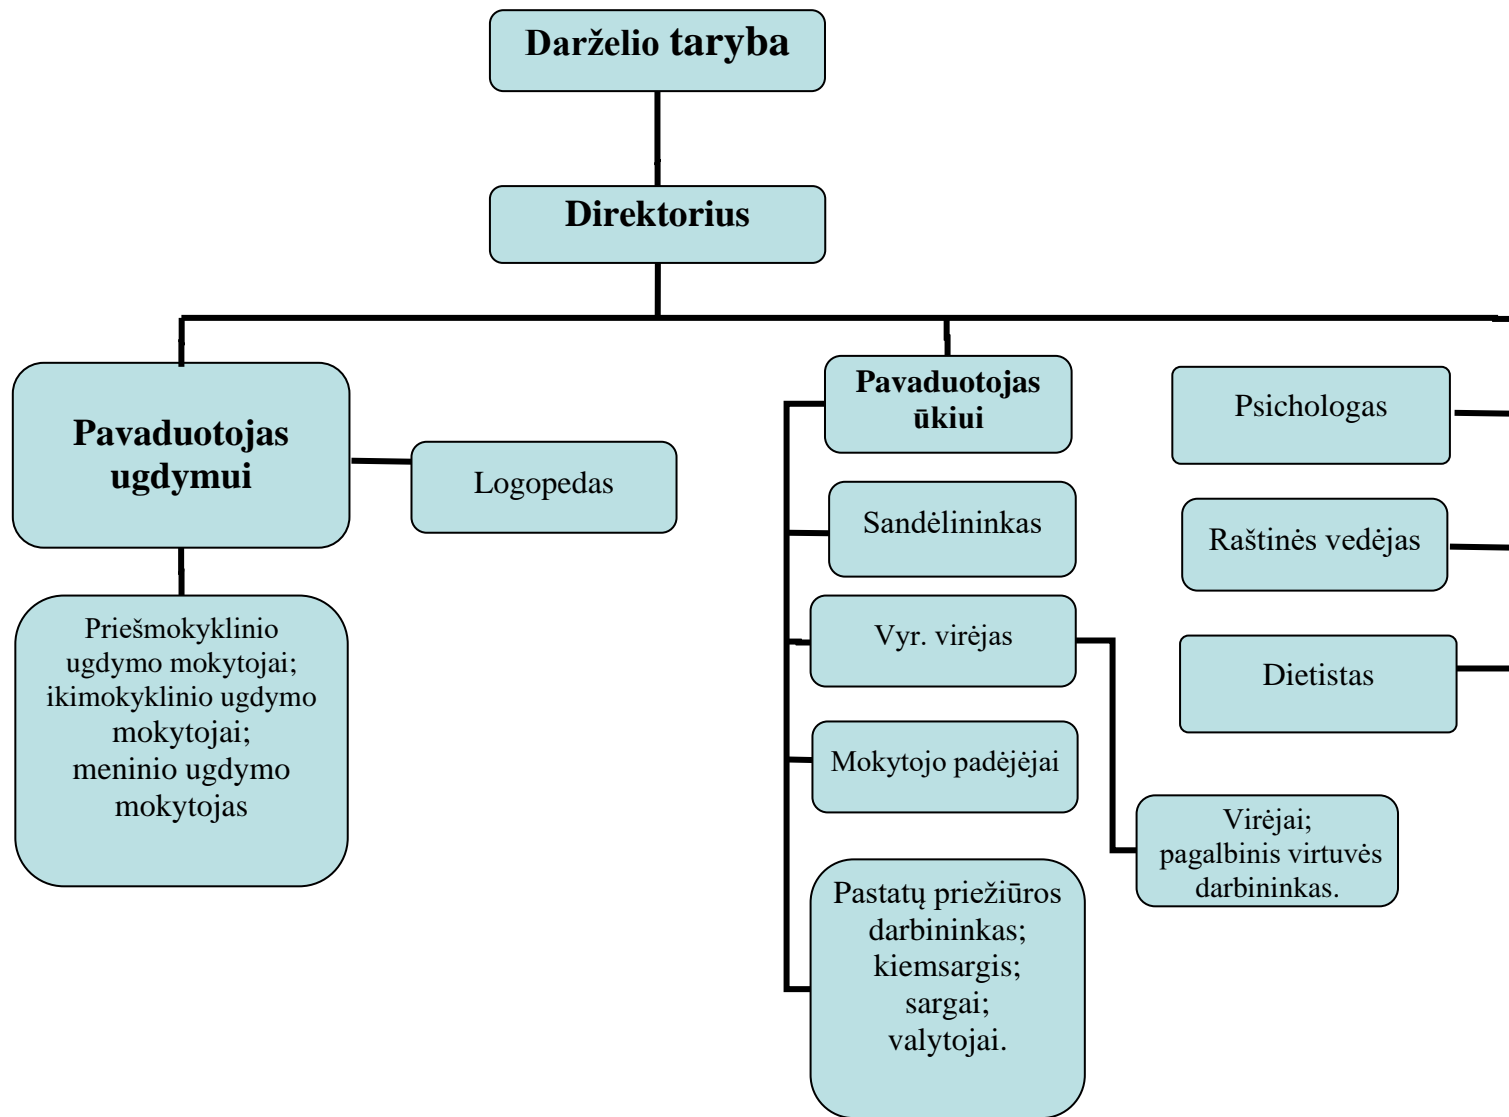 Darželio taryba
Direktorius
Pavaduotojas
ugdymui
Logopedas
Priešmokyklinio
ugdymo mokytojai;
ikimokyklinio ugdymo
mokytojai;
meninio ugdymo
mokytojas
Pavaduotojas
ūkiui
Sandėlininkas
Vyr. virėjas
Mokytojo padėjėjai
Pastatų priežiūros
darbininkas;
kiemsargis;
sargai;
valytojai.
Virėjai;
pagalbinis virtuvės
darbininkas.
Psichologas
Raštinės vedėjas
Dietistas